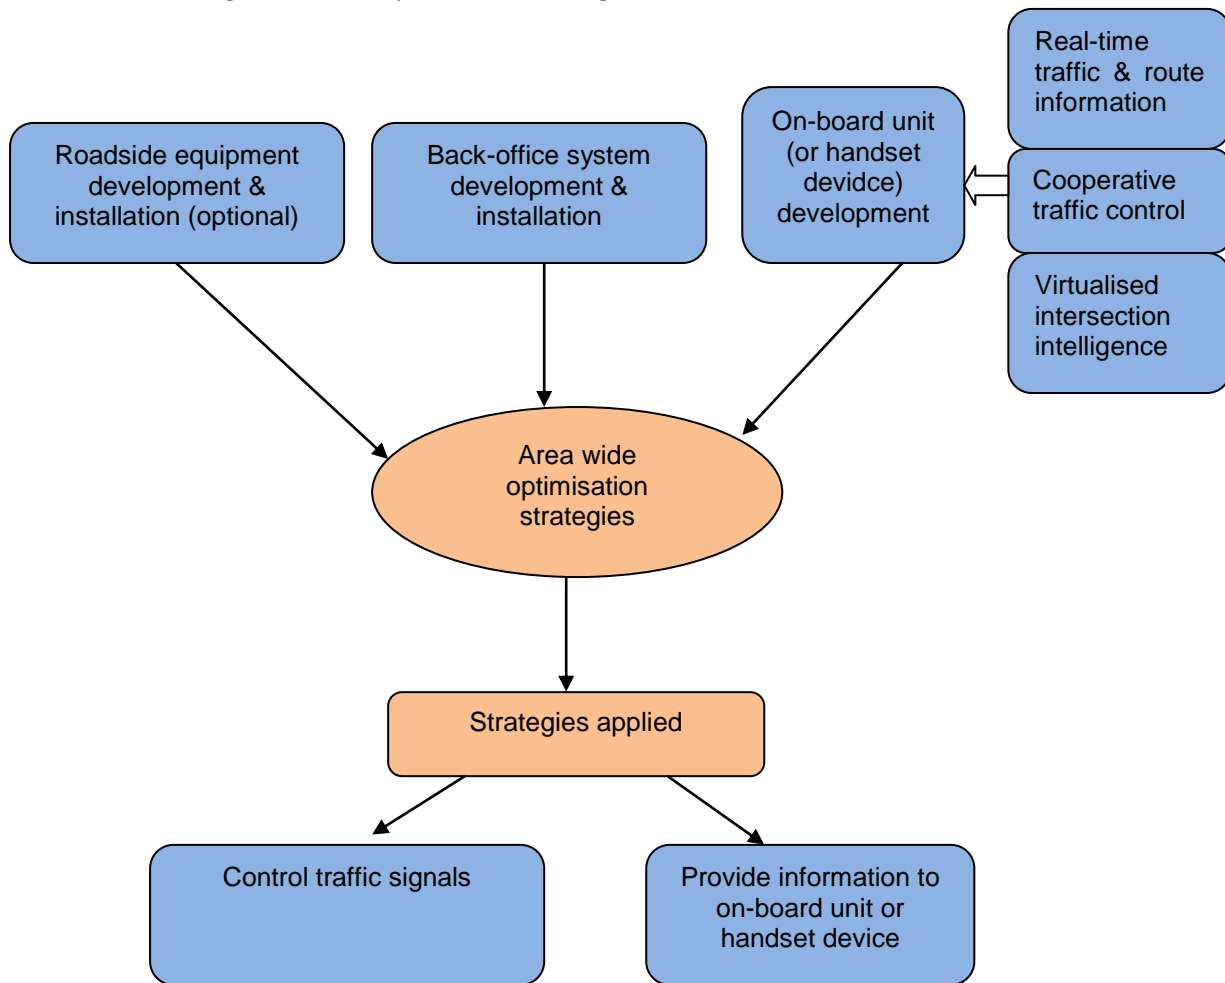 Real-time
traffic & route
information
Roadside equipment
development &
installation (optional)
Back-office system
development &
installation
On-board unit
(or handset
devidce)
development
Cooperative
traffic control
Virtualised
intersection
intelligence
Area wide
optimisation
strategies
Strategies applied
Control traffic signals
Provide information to
on-board unit or
handset device